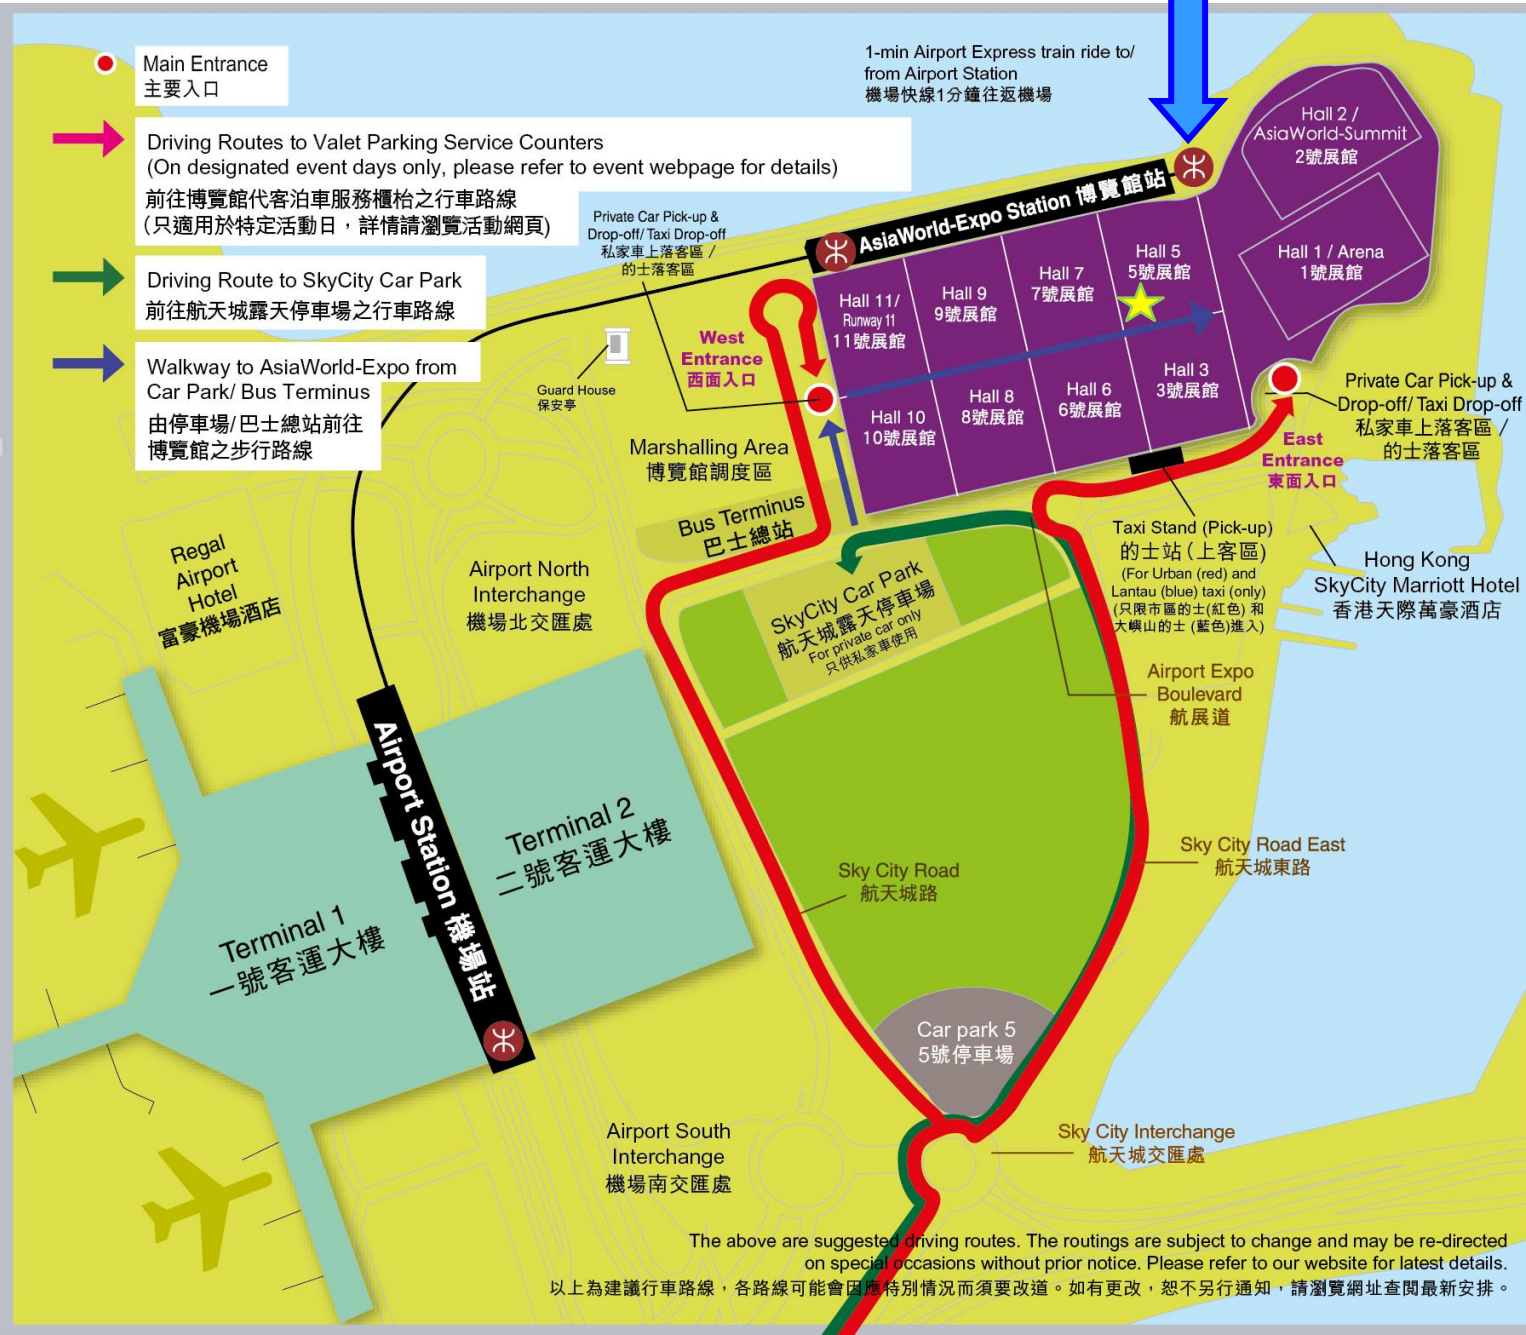 Main Entrance
主要入口
Driving Routes to Valet Parking Service Counters
(On designated event days only, please refer to event webpage for details)
前往博覽館代客泊車服務櫃枱之行車路線
(只適用於特定活動日，詳情請瀏覽活動網頁)
Driving Route to SkyCity Car Park
前往航天城露天停車場之行車路線
Walkway to AsiaWorld-Expo from
Car Park/ Bus Terminus
由停車場/巴士總站前往
博覽館之步行路線
1-min Airport Express train ride to/
from Airport Station
機場快線1分鐘往返機場
Private Car Pick-up &
Drop-off/ Taxi Drop-off
私家車上落客區 /
的士落客區
AsiaWorld-Expo Station 博覽館站
Hall 2 /
AsiaWorld-Summit
2號展館
Hall 1 / Arena
1號展館
Hall 5
5號展館
Hall 7
7號展館
Hall 9
9號展館
Hall 11/
Runway 11
11號展館
Hall 3
3號展館
Hall 6
6號展館
Hall 8
8號展館
Hall 10
10號展館
West
Entrance
西面入口
Guard House
保安亭
Marshalling Area
博覽館調度區
Bus Terminus
巴士總站
Private Car Pick-up &
Drop-off/ Taxi Drop-off
私家車上落客區 /
的士落客區
East
Entrance
東面入口
Taxi Stand (Pick-up)
的士站 (上客區)
(For Urban (red) and
Lantau (blue) taxi (only)
(只限市區的士(紅色) 和
大嶼山的士 (藍色)進入)
Hong Kong
SkyCity Marriott Hotel
香港天際萬豪酒店
Regal
Airport
Hotel
富豪機場酒店
Airport North
Interchange
機場北交匯處
SkyCity Car Park
航天城露天停車場
For private car only
只供私家車使用
Airport Expo
Boulevard
航展道
Airport Station 機場站
Terminal 2
二號客運大樓
Terminal 1
一號客運大樓
Sky City Road
航天城路
Sky City Road East
航天城東路
Car park 5
5號停車場
Airport South
Interchange
機場南交匯處
Sky City Interchange
航天城交匯處
The above are suggested driving routes. The routings are subject to change and may be re-directed
on special occasions without prior notice. Please refer to our website for latest details.
以上為建議行車路線，各路線可能會因應特別情況而須要改道。如有更改，恕不另行通知，請瀏覽網址查閱最新安排。